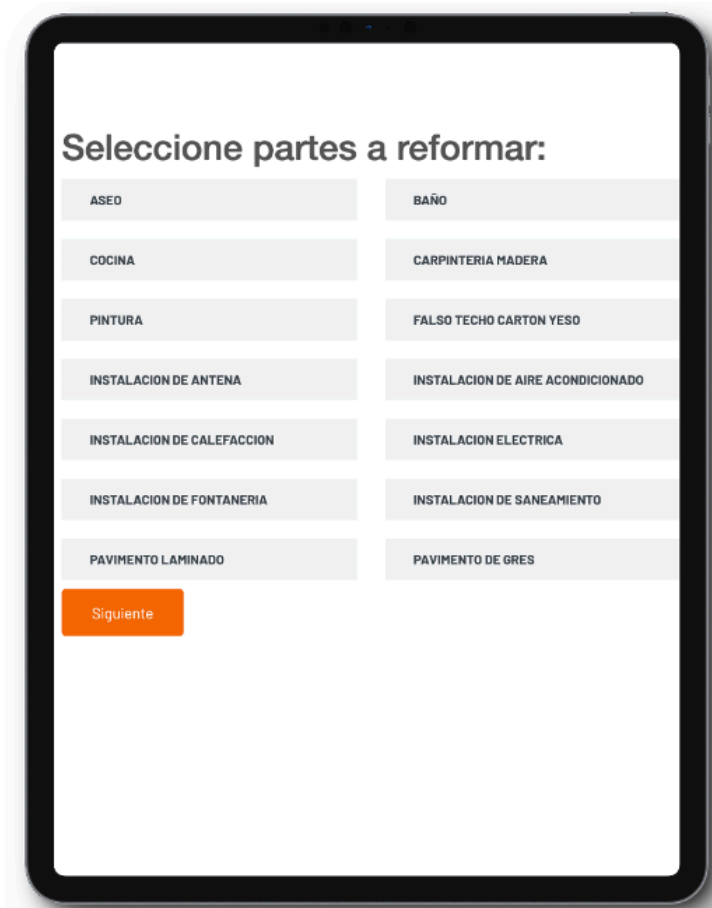 Seleccione partes a reformar:
ASEO
BAÑO
COCINA
CARPINTERIA MADERA
PINTURA
FALSO TECHO CARTON YESO
INSTALACION DE ANTENA
INSTALACION DE AIRE ACONDICIONADO
INSTALACION DE CALEFACCION
INSTALACION ELECTRICA
INSTALACION DE FONTANERIA
INSTALACION DE SANEAMIENTO
PAVIMENTO LAMINADO
PAVIMENTO DE GRES
Siguiente